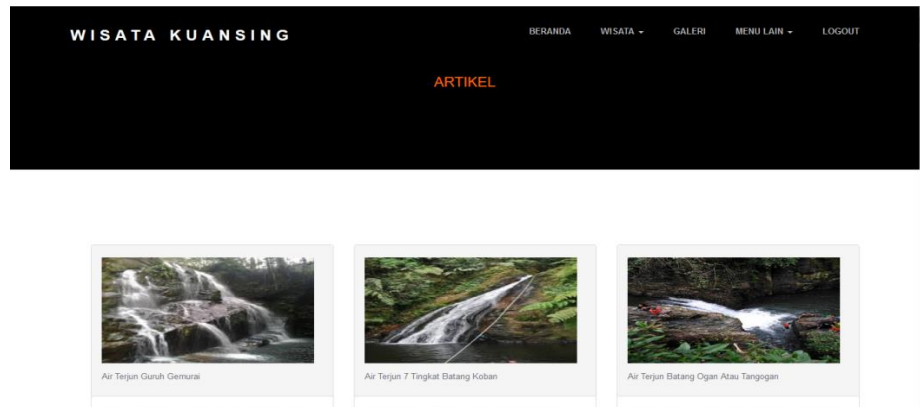 WISATA KUANSING
BERANDA WISATA GALERI MENU LAIN LOGOUT
ARTIKEL
Air Terjun Guruh Gemurai
Air Terjun 7 Tingkat Batang Koban
Air Terjun Batang Ogan Atau Tangogan